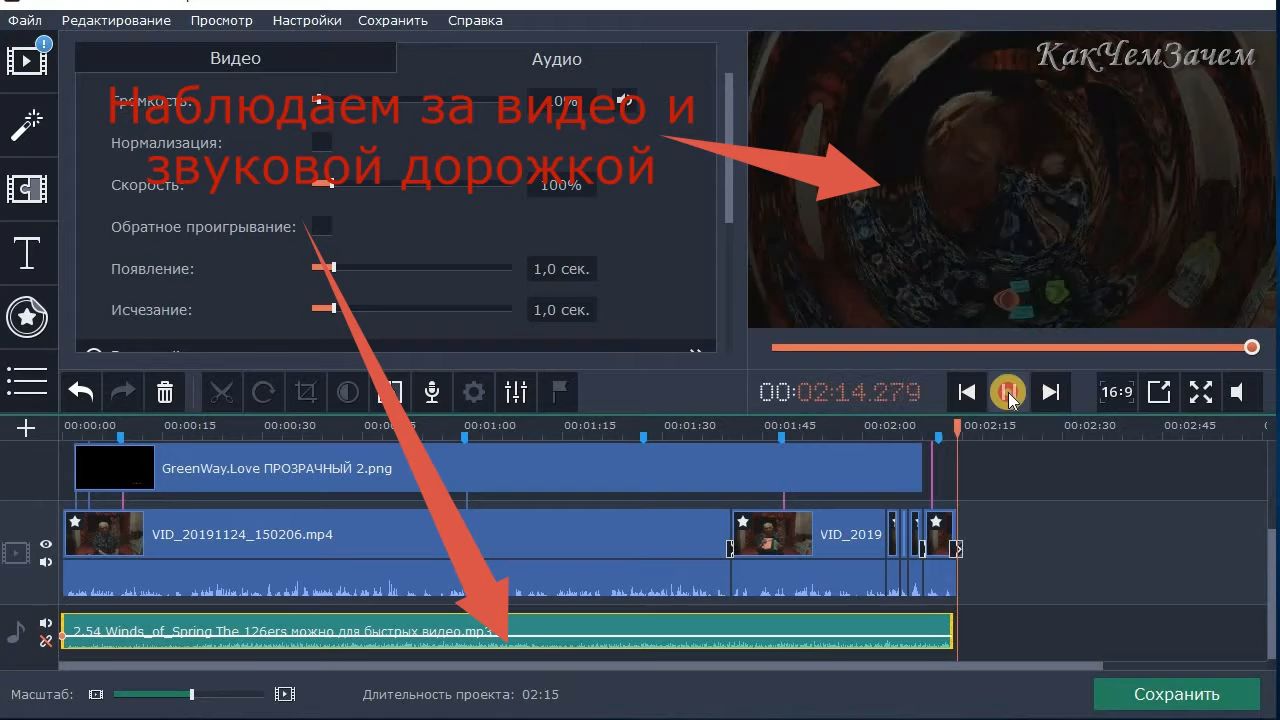 Файл Редактирование Просмотр Настройки Сохранить Справка
Видео Аудио
КакЧемЗачем
Наблюдаем за видео и
звуковой дорожкой
Громкость: 10%
Нормализация:
Скорость: 100%
Обратное проигрывание:
Появление: 1,0 сек.
Исчезание: 1,0 сек.
00:02:14.279 16:9
00:00:00 00:00:15 00:00:30 00:00:45 00:01:00 00:01:15 00:01:30 00:01:45 00:02:00 00:02:15 00:02:30 00:02:45
GreenWay.Love ПРОЗРАЧНЫЙ 2.png
VID_20191124_150206.mp4 VID_2019
2.54 Winds_of_Spring The 126ers можно для быстрых видео.mp3
Масштаб: Длительность проекта: 02:15 Сохранить